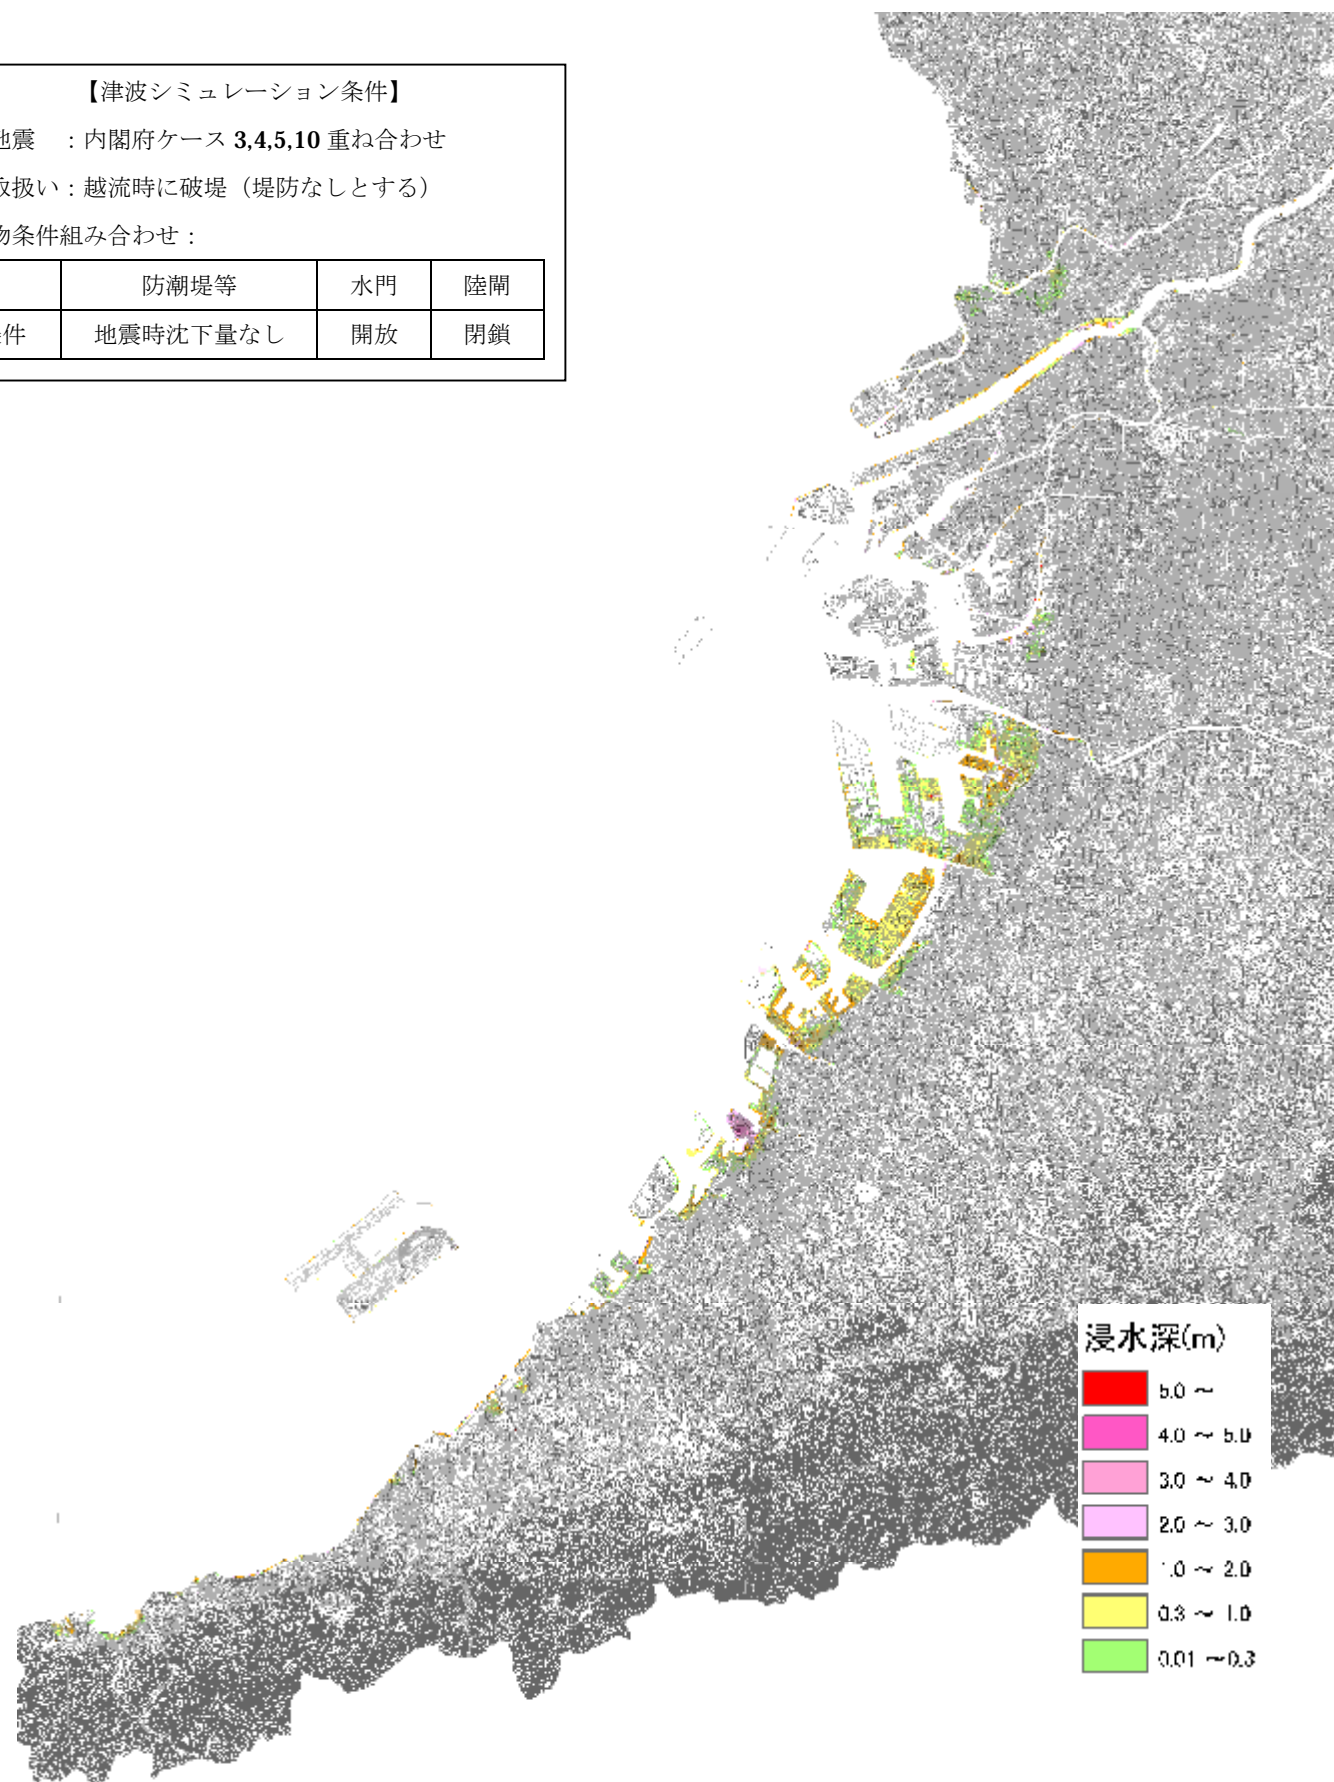 【津波シミュレーション条件】
地震 ：内閣府ケース 3,4,5,10 重ね合わせ
取扱い：越流時に破堤（堤防なしとする）
物条件組み合わせ：
防潮堤等 水門 陸閘
件 地震時沈下量なし 開放 閉鎖
浸水深(m)
5.0 ～
4.0 ～ 5.0
3.0 ～ 4.0
2.0 ～ 3.0
1.0 ～ 2.0
0.3 ～ 1.0
0.01 ～0.3